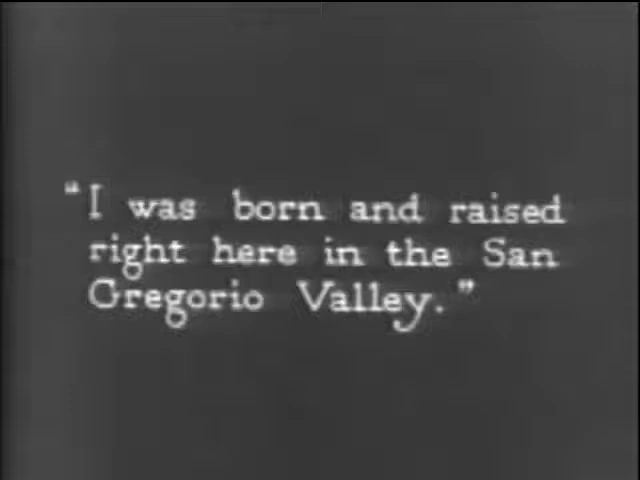 "I was born and raised
right here in the San
Gregorio Valley."